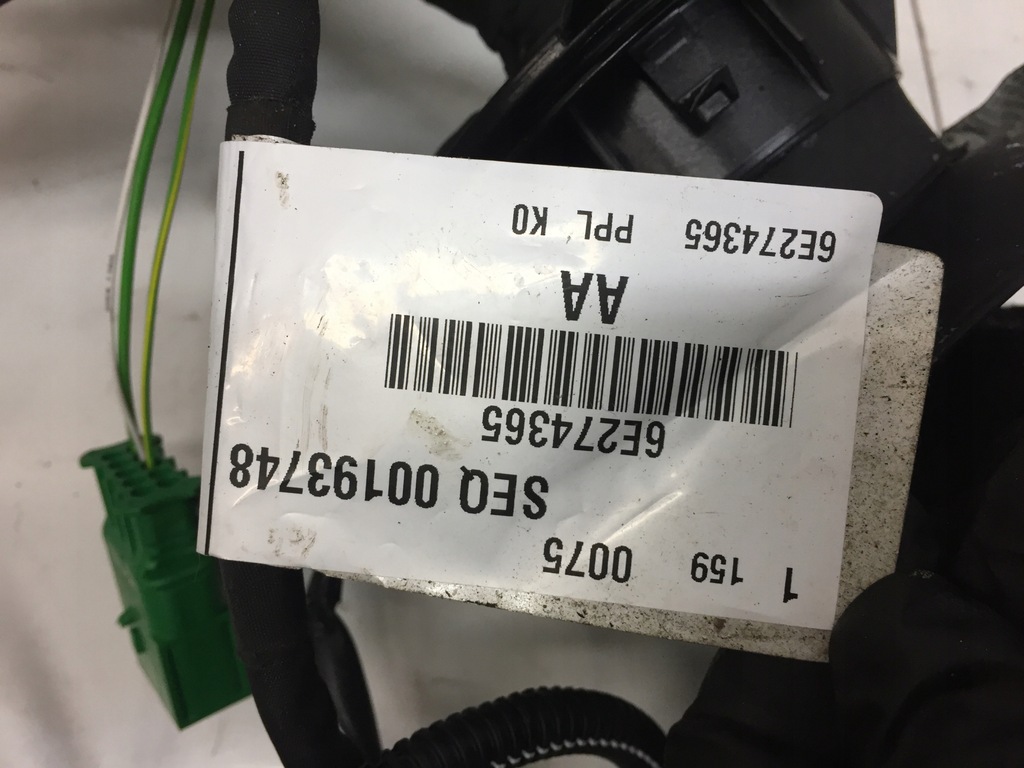 1 159 0075
SEQ 00193748
6E274365
AA
6E274365 PPL K0